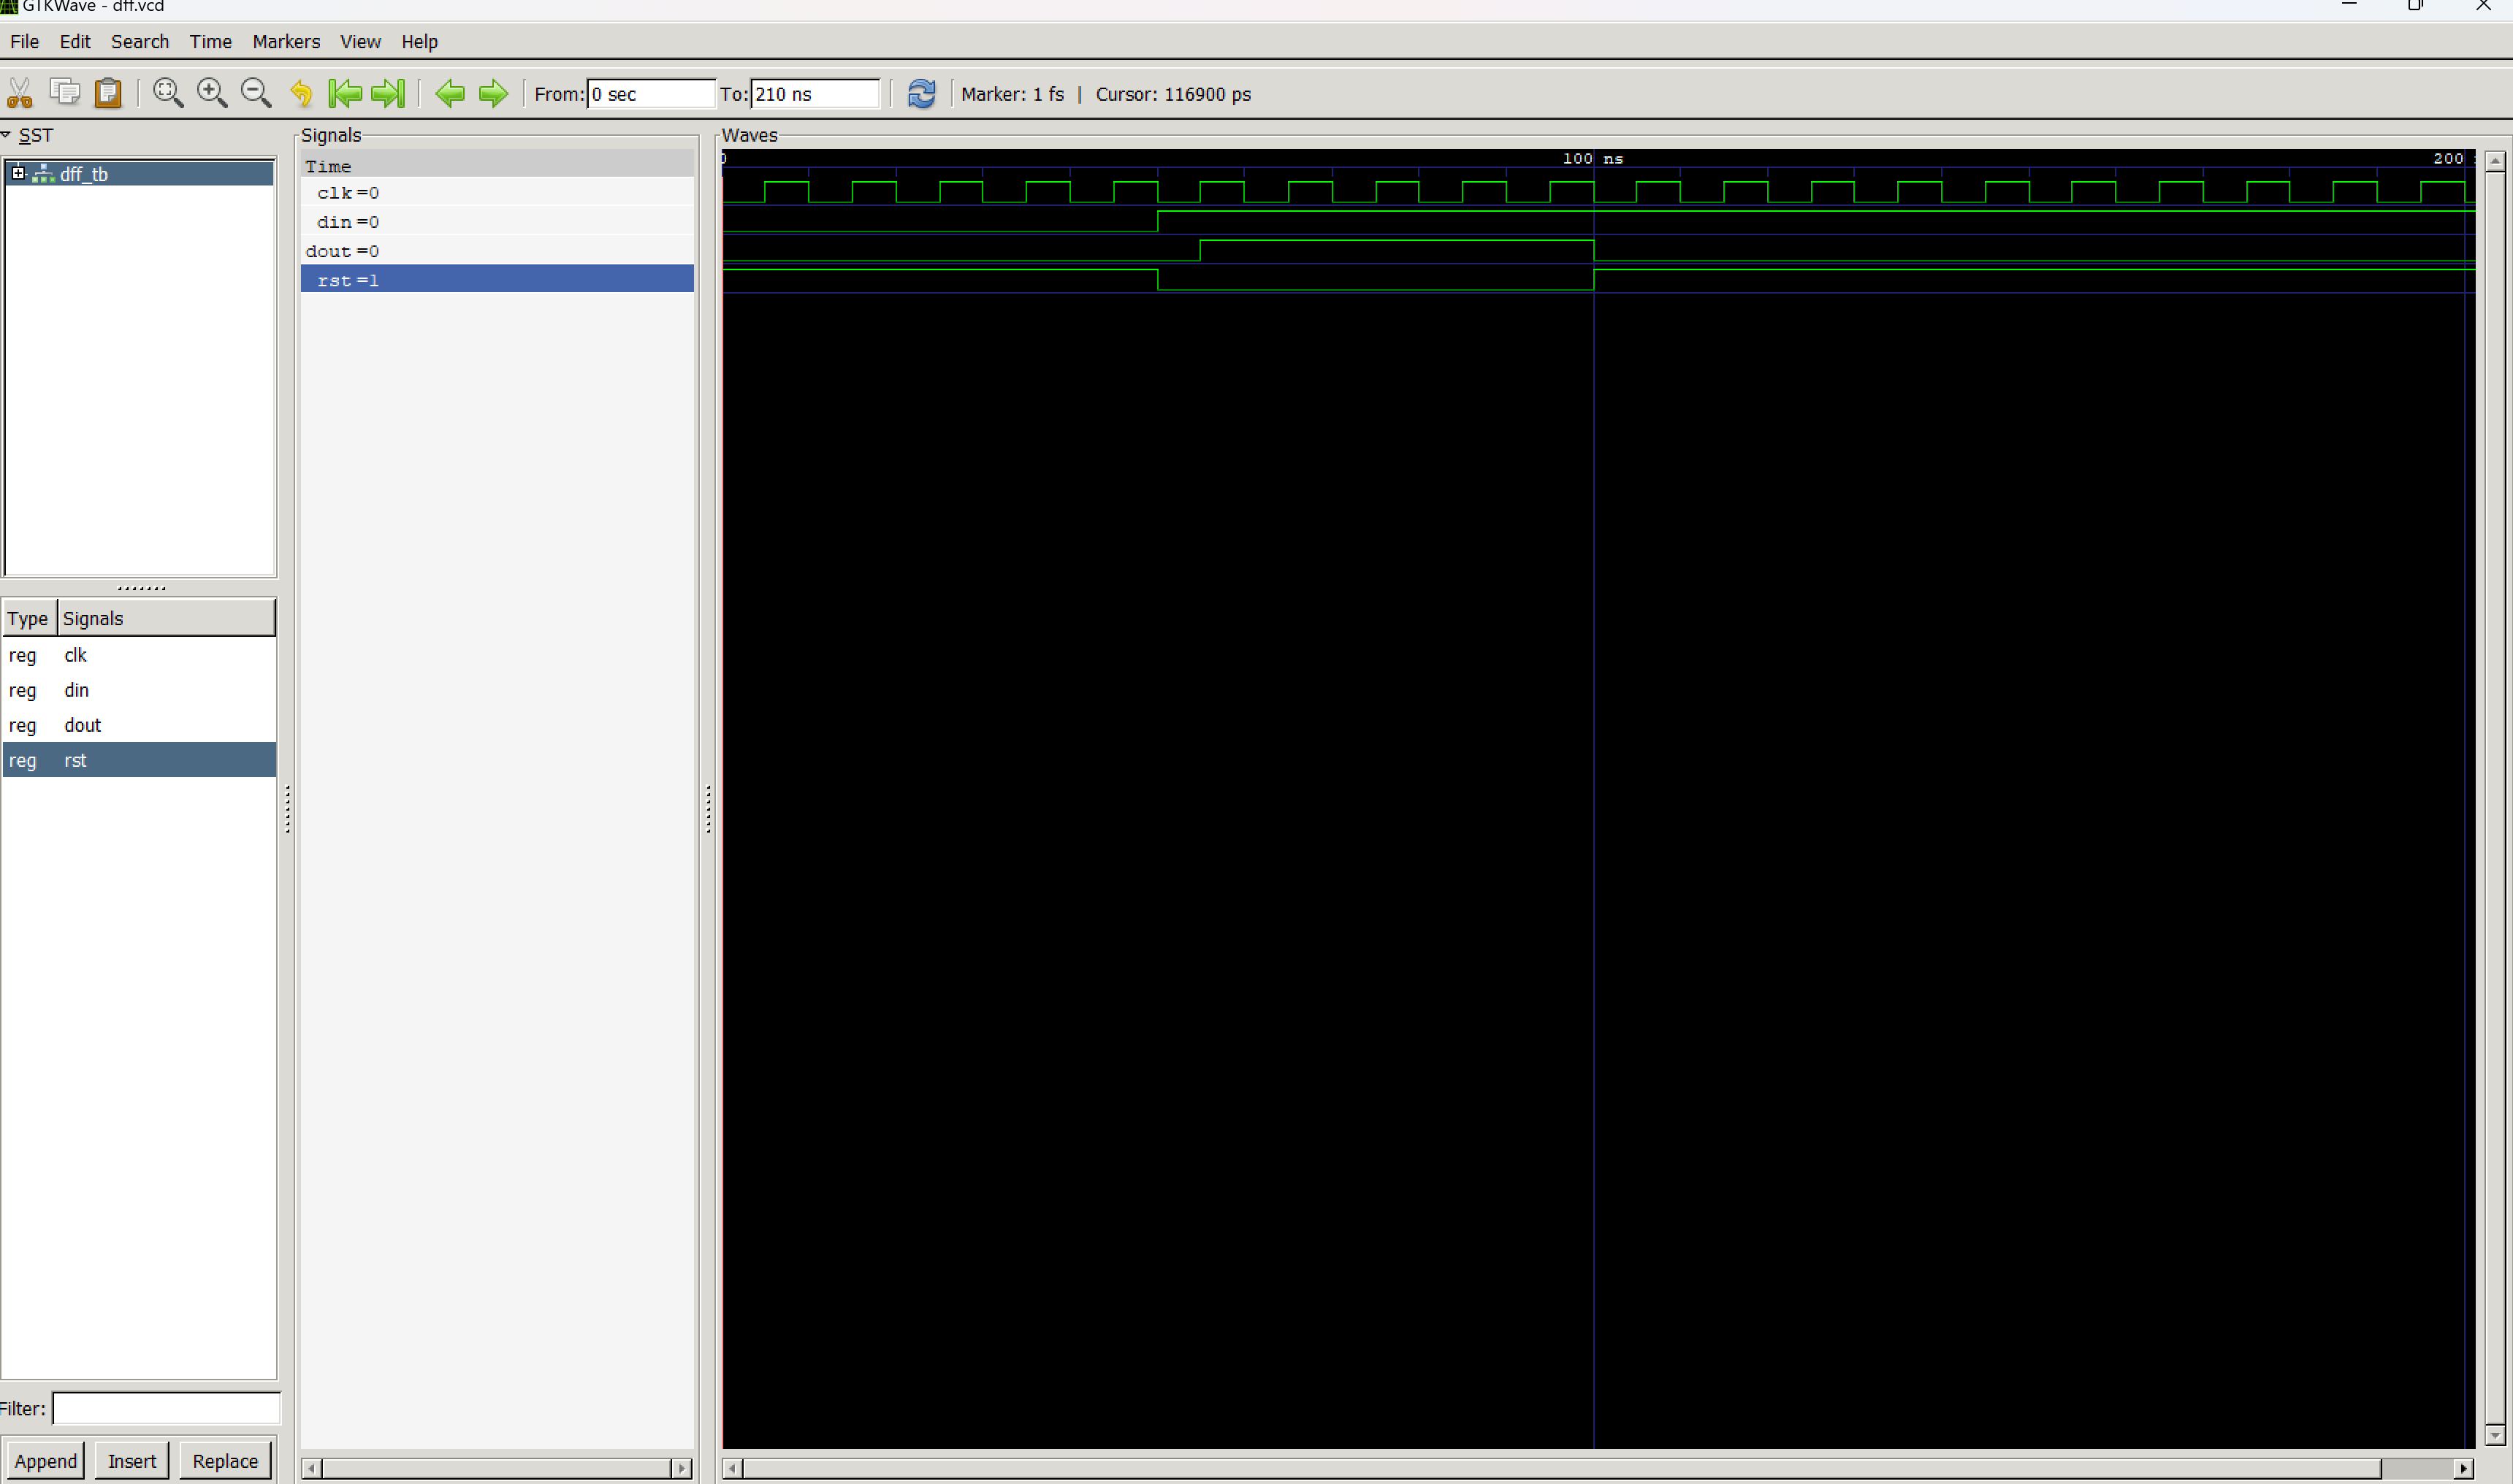 GTKWave - dff.vcd
File Edit Search Time Markers View Help
From: 0 sec To: 210 ns Marker: 1 fs | Cursor: 116900 ps
SST
dff_tb
Type Signals
reg clk
reg din
reg dout
reg rst
Filter:
Append Insert Replace
Signals
Time
clk=0
din=0
dout=0
rst=1
Waves
0 100 ns 200